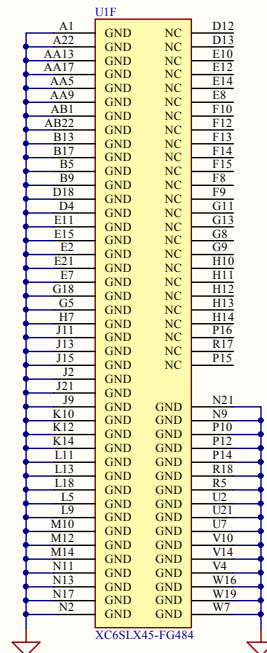 U1F
A1 GND NC D12
A22 GND NC D13
AA13 GND NC E10
AA17 GND NC E12
AA5 GND NC E14
AA9 GND NC E8
AB1 GND NC F10
AB22 GND NC F12
B13 GND NC F13
B17 GND NC F14
B5 GND NC F15
B9 GND NC F8
D18 GND NC F9
D4 GND NC G11
E11 GND NC G13
E15 GND NC G8
E2 GND NC G9
E21 GND NC H10
E7 GND NC H11
G18 GND NC H12
G5 GND NC H13
H7 GND NC H14
J11 GND NC P16
J13 GND NC R17
J15 GND NC P15
J2 GND
J21 GND
J9 GND GND N21
K10 GND GND N9
K12 GND GND P10
K14 GND GND P12
L11 GND GND P14
L13 GND GND R18
L18 GND GND R5
L5 GND GND U2
L9 GND GND U21
M10 GND GND U7
M12 GND GND V10
M14 GND GND V14
N11 GND GND V4
N13 GND GND W16
N17 GND GND W19
N2 GND GND W7
XC6SLX45-FG484